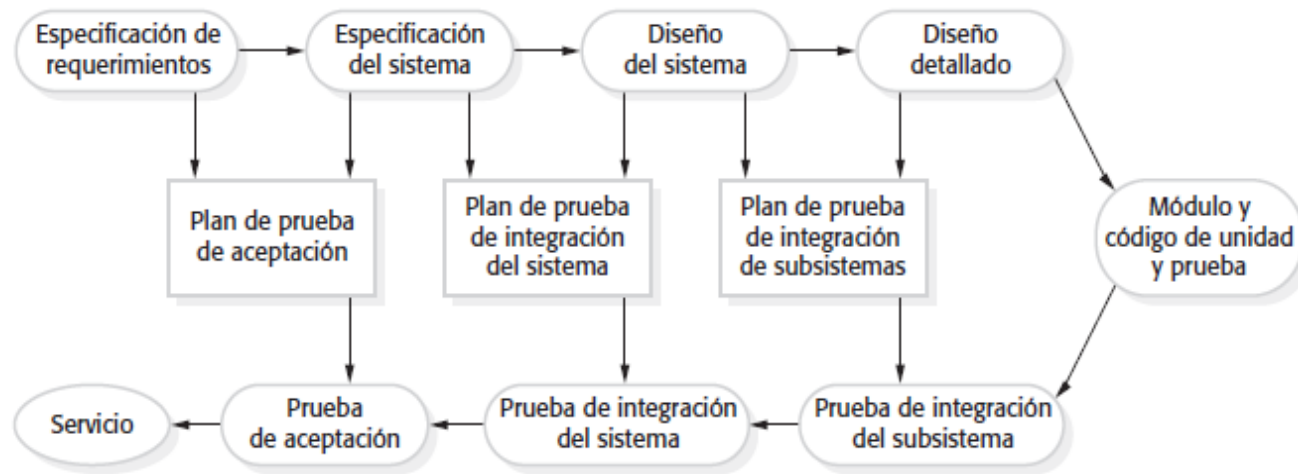 Especificación de
requerimientos
Especificación
del sistema
Diseño
del sistema
Diseño
detallado
Plan de prueba
de aceptación
Plan de prueba
de integración
del sistema
Plan de prueba
de integración
de subsistemas
Módulo y
código de unidad
y prueba
Servicio
Prueba
de aceptación
Prueba de integración
del sistema
Prueba de integración
del subsistema